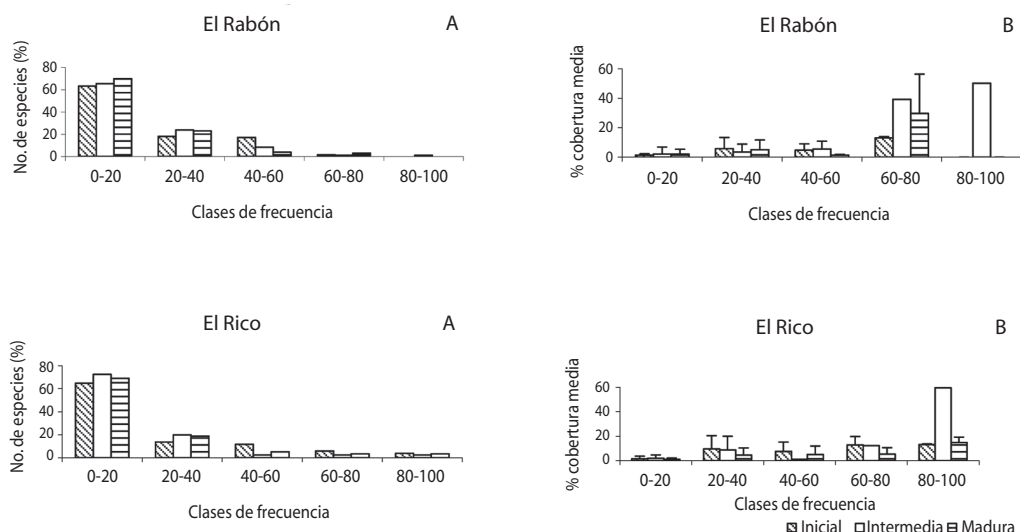 El Rabón A
No. de especies (%)
80
60
40
20
0
0-20 20-40 40-60 60-80 80-100
Clases de frecuencia
El Rabón B
% cobertura media
60
40
20
0
0-20 20-40 40-60 60-80 80-100
Clases de frecuencia
El Rico A
No. de especies (%)
80
60
40
20
0
0-20 20-40 40-60 60-80 80-100
Clases de frecuencia
El Rico B
% cobertura media
60
40
20
0
0-20 20-40 40-60 60-80 80-100
Clases de frecuencia
Inicial Intermedia Madura